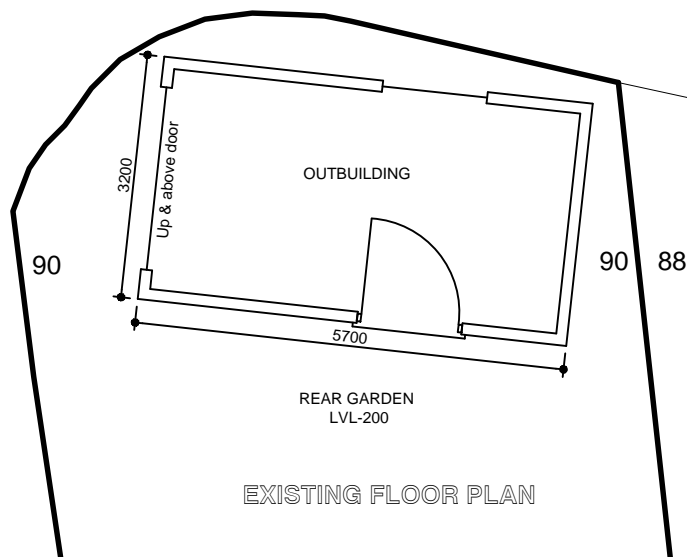 3200
Up & above door
OUTBUILDING
90
90
88
5700
REAR GARDEN
LVL-200
EXISTING FLOOR PLAN